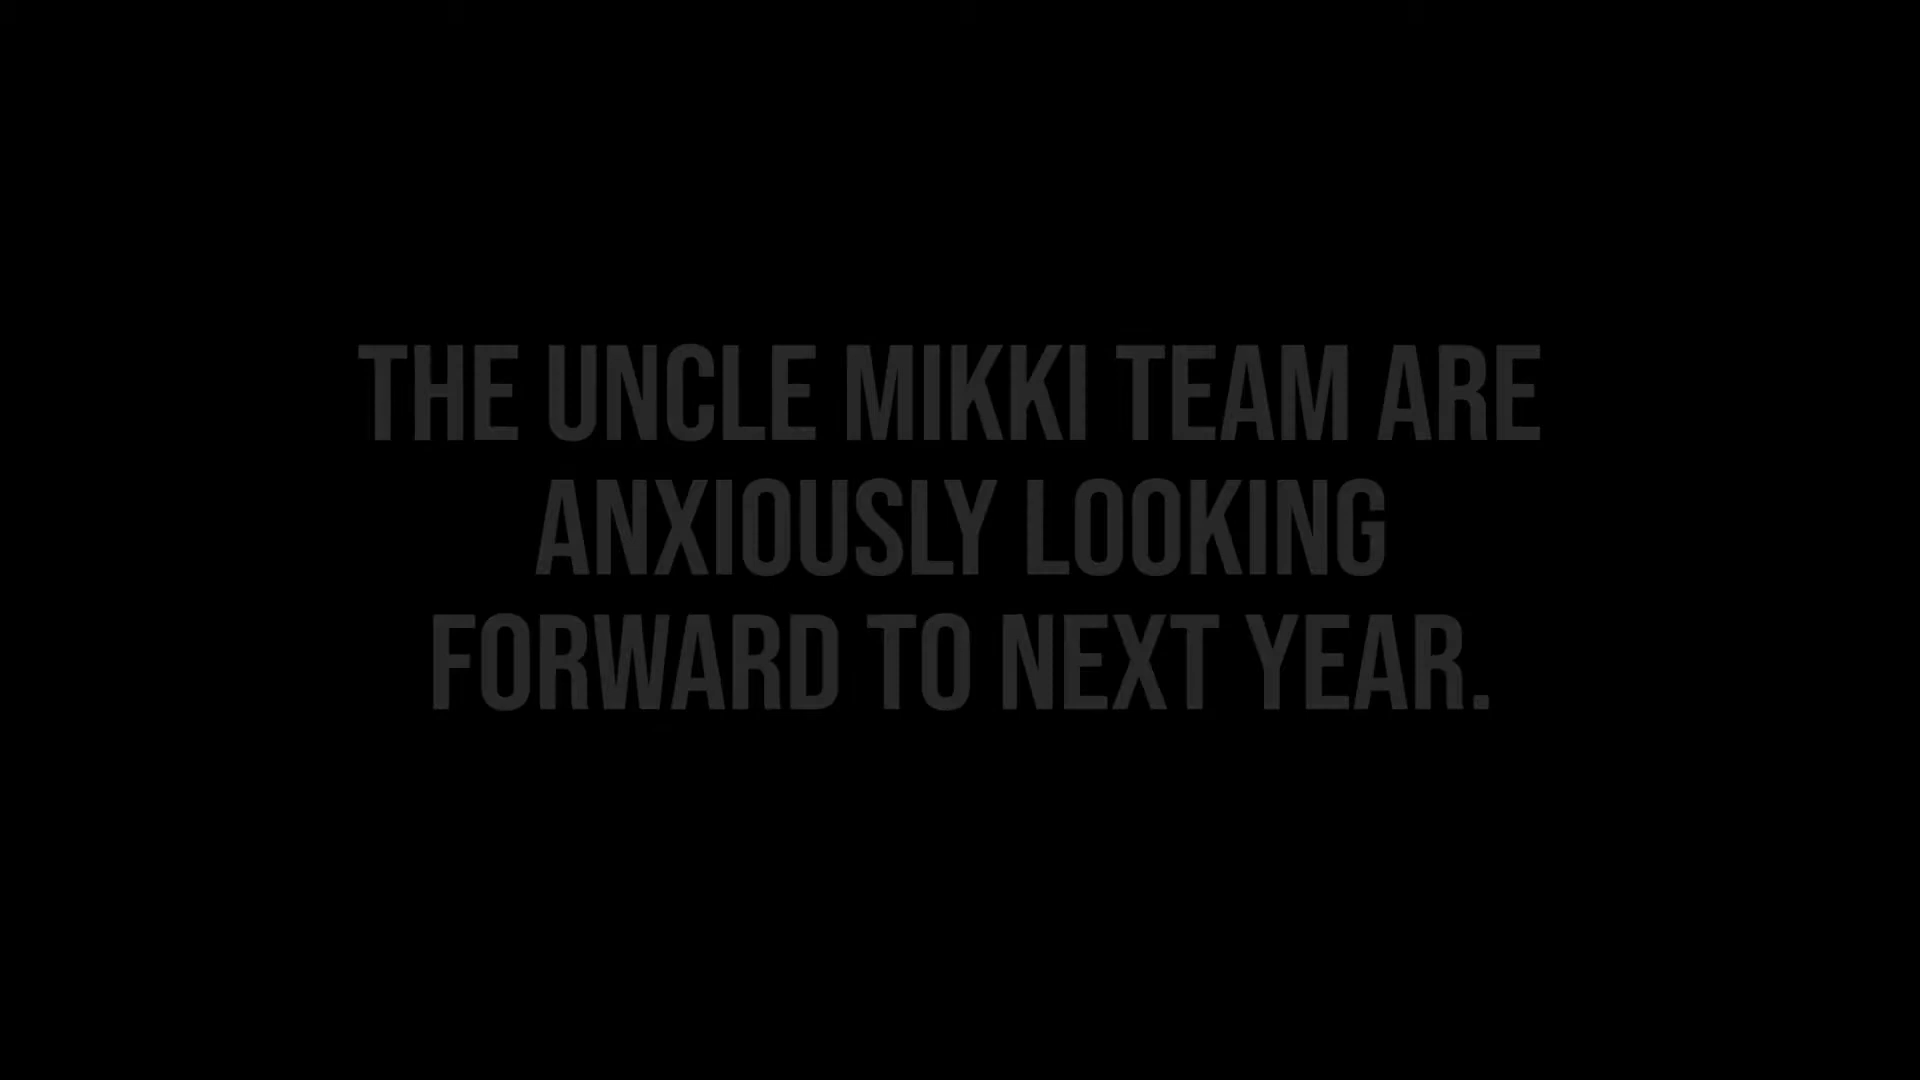 THE UNCLE MIKKI TEAM ARE
ANXIOUSLY LOOKING
FORWARD TO NEXT YEAR.